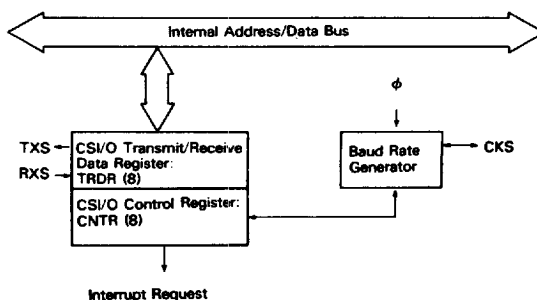 Internal Address/Data Bus
φ
TXS
RXS
CSI/O Transmit/Receive
Data Register:
TRDR (8)
CSI/O Control Register:
CNTR (8)
Baud Rate
Generator
CKS
Interrupt Request